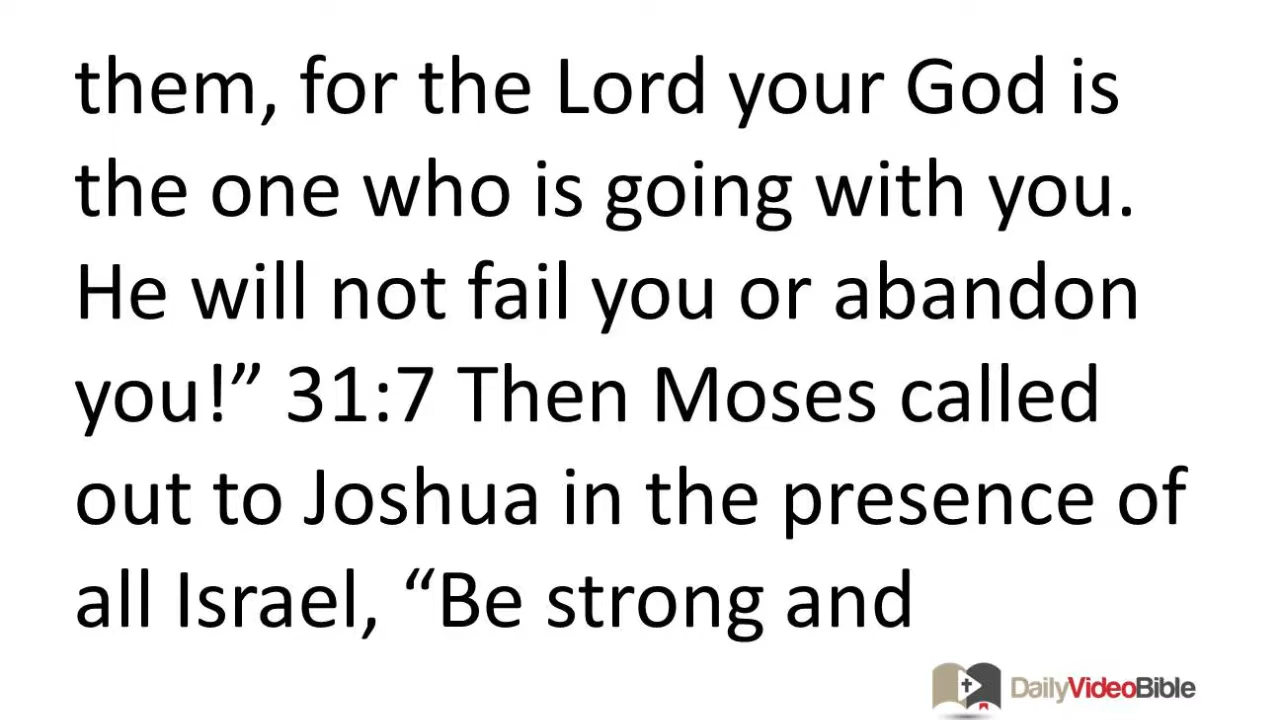 them, for the Lord your God is
the one who is going with you.
He will not fail you or abandon
you!” 31:7 Then Moses called
out to Joshua in the presence of
all Israel, “Be strong and
DailyVideoBible